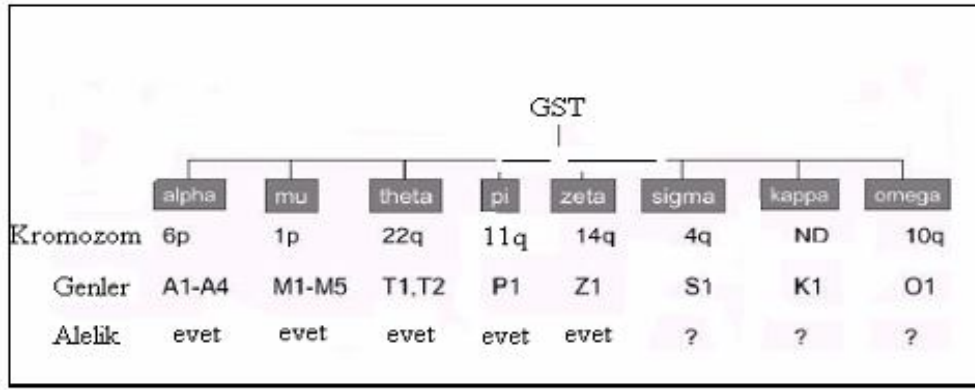 GST
alpha mu theta pi zeta sigma kappa omega
Kromozom 6p 1p 22q 11q 14q 4q ND 10q
Genler A1-A4 M1-M5 T1,T2 P1 Z1 S1 K1 O1
Alelik evet evet evet evet evet ? ? ?